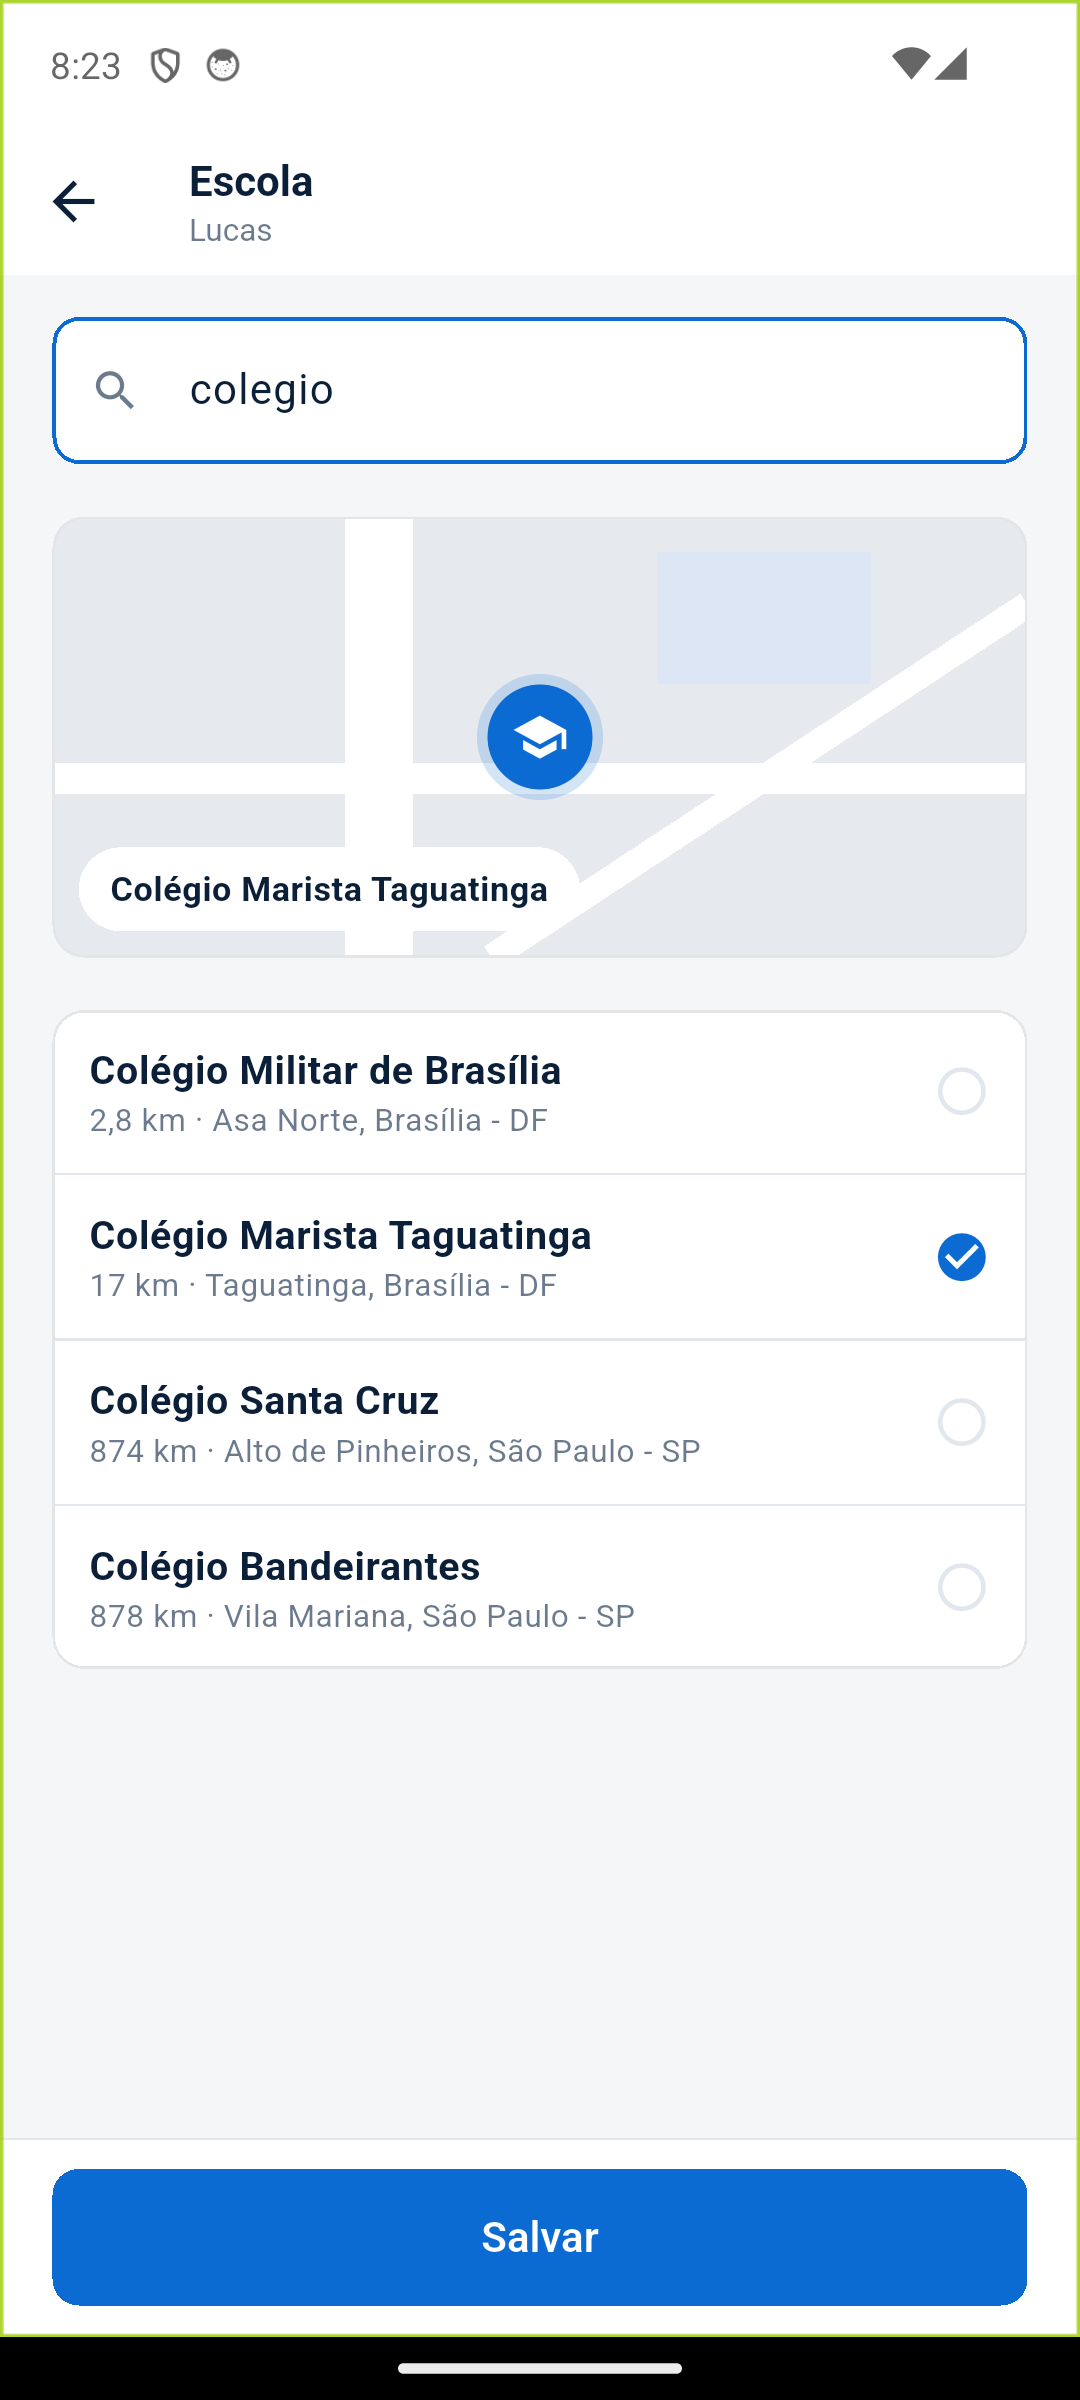 8:23
Escola
Lucas
colegio
Colégio Marista Taguatinga
Colégio Militar de Brasília
2,8 km · Asa Norte, Brasília - DF
Colégio Marista Taguatinga
17 km · Taguatinga, Brasília - DF
Colégio Santa Cruz
874 km · Alto de Pinheiros, São Paulo - SP
Colégio Bandeirantes
878 km · Vila Mariana, São Paulo - SP
Salvar